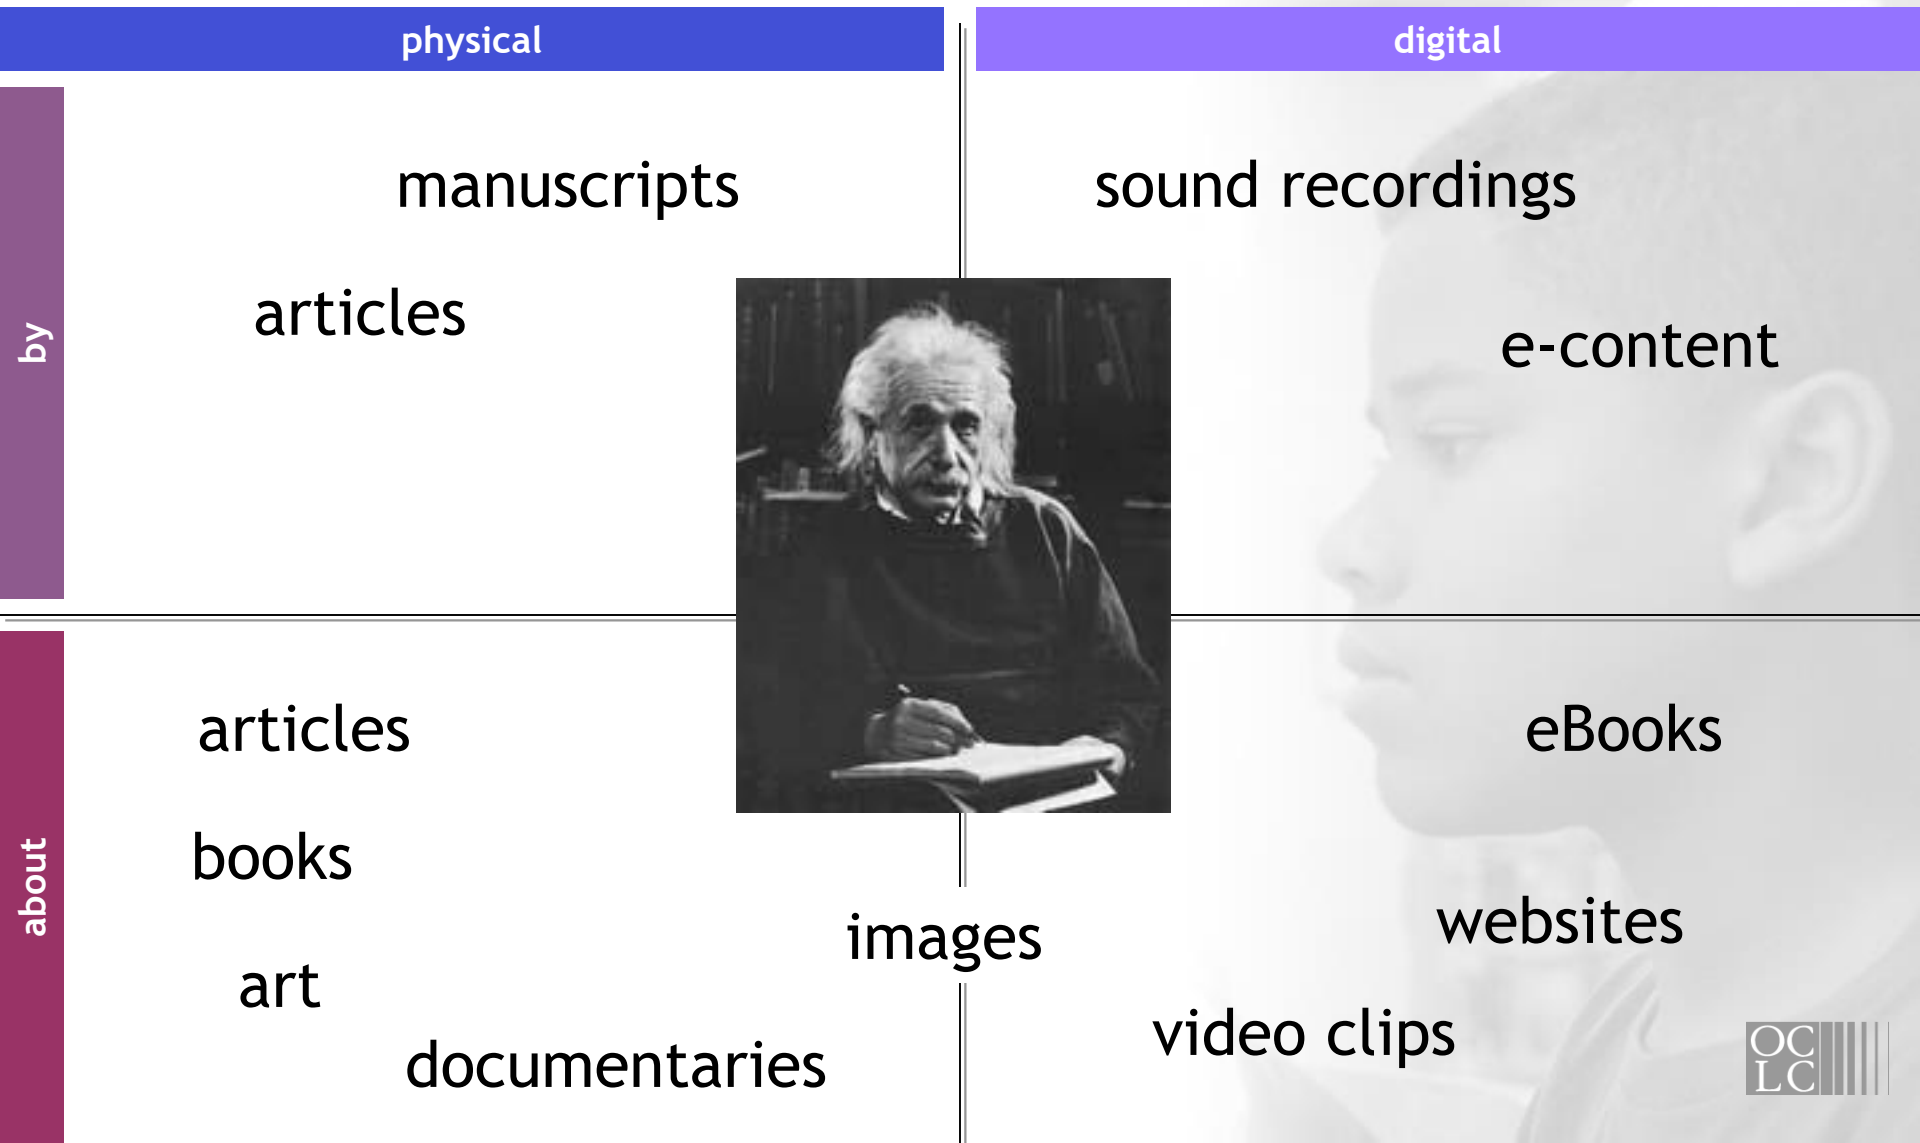 physical
digital
by
manuscripts
sound recordings
articles
e-content
about
articles
eBooks
books
websites
images
art
video clips
documentaries
OC
LC